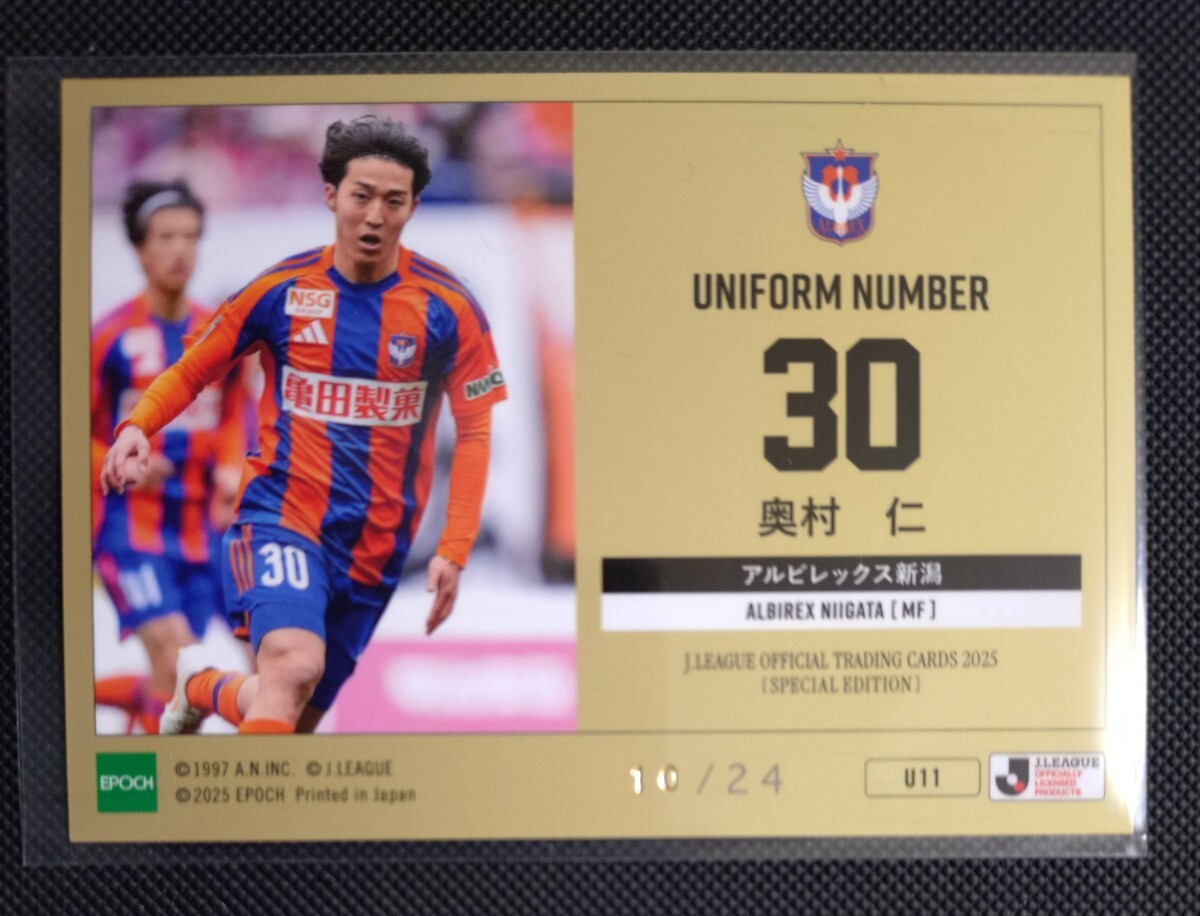 NSG
GROUP
亀田製菓
30
ALBIREX
UNIFORM NUMBER
30
奥村 仁
アルビレックス新潟
ALBIREX NIIGATA [MF]
J.LEAGUE OFFICIAL TRADING CARDS 2025
[SPECIAL EDITION]
EPOCH
©1997 A.N.INC. ©J.LEAGUE
©2025 EPOCH Printed in Japan
10/24
U11
J.LEAGUE
OFFICIALLY
LICENSED
PRODUCTS